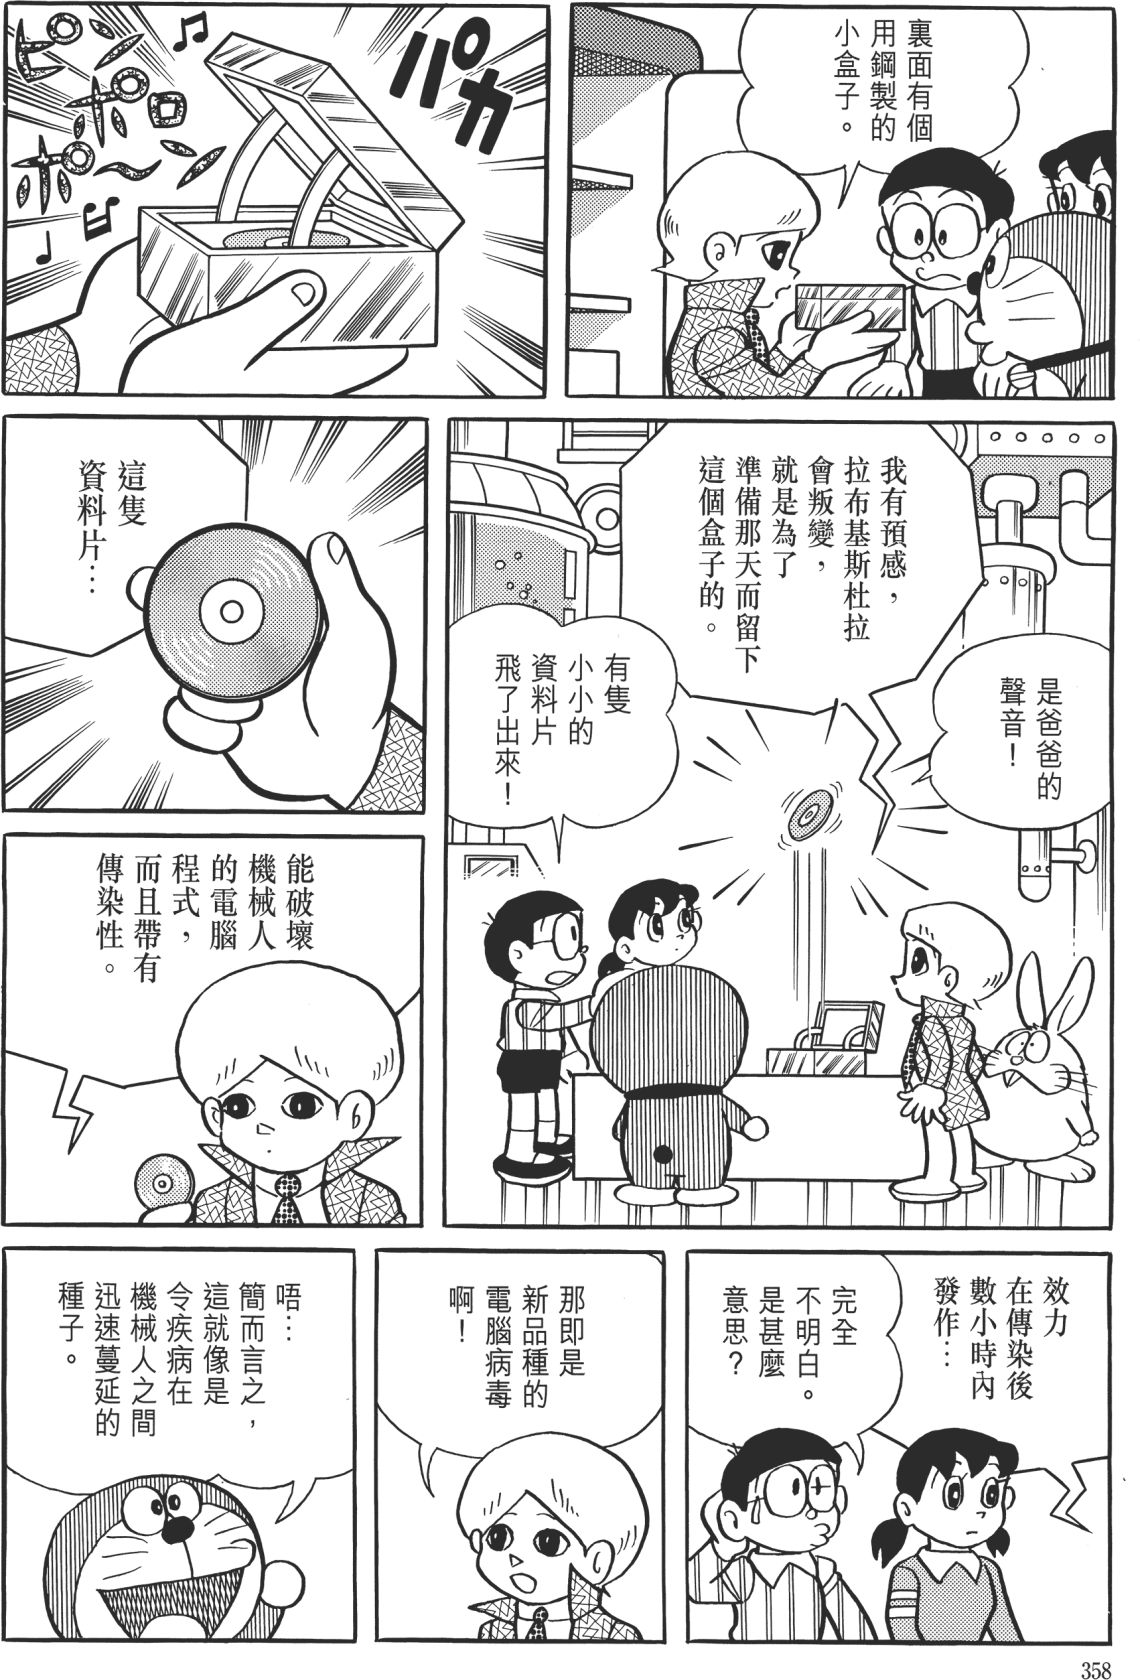 裏面有個
用鋼製的
小盒子。
パカ
ピン
ポロ
ポ~
是爸爸的
聲音！
我有預感，
拉布基斯杜拉
會叛變，
就是為了
準備那天而留下
這個盒子的。
有隻
小小的
資料片
飛了出來！
這隻
資料片…
能破壞
機械人
的電腦
程式，
而且帶有
傳染性。
效力
在傳染後
數小時內
發作…
完全
不明白。
是甚麼
意思？
那即是
新品種的
電腦病毒
啊！
唔…
簡而言之，
這就像是
令疾病在
機械人之間
迅速蔓延的
種子。
358